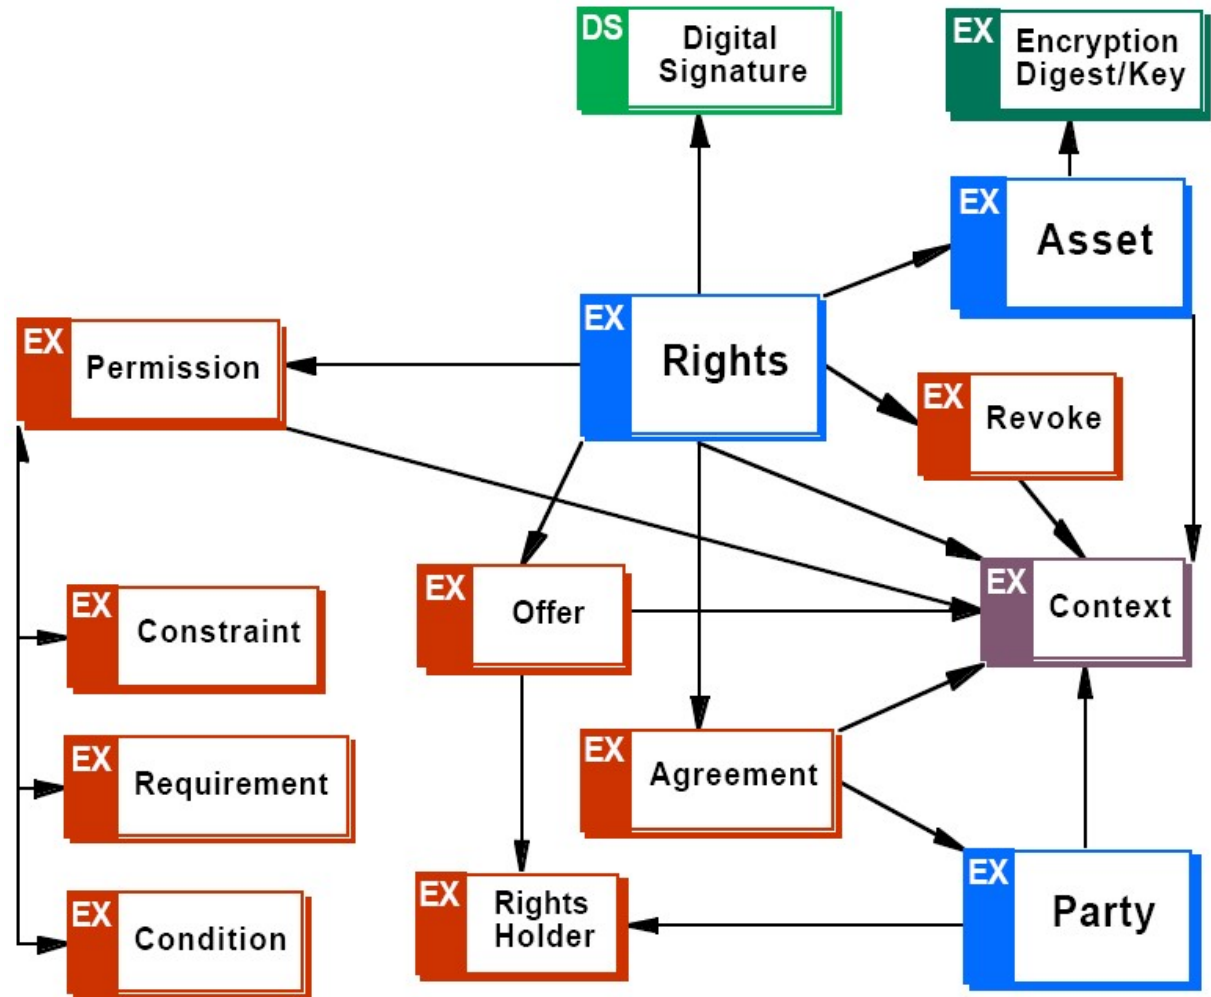 DS
Digital
Signature
EX
Encryption
Digest/Key
EX
Asset
EX
Rights
EX
Permission
EX
Revoke
EX
Offer
EX
Context
EX
Constraint
EX
Agreement
EX
Requirement
EX
Rights
Holder
EX
Party
EX
Condition